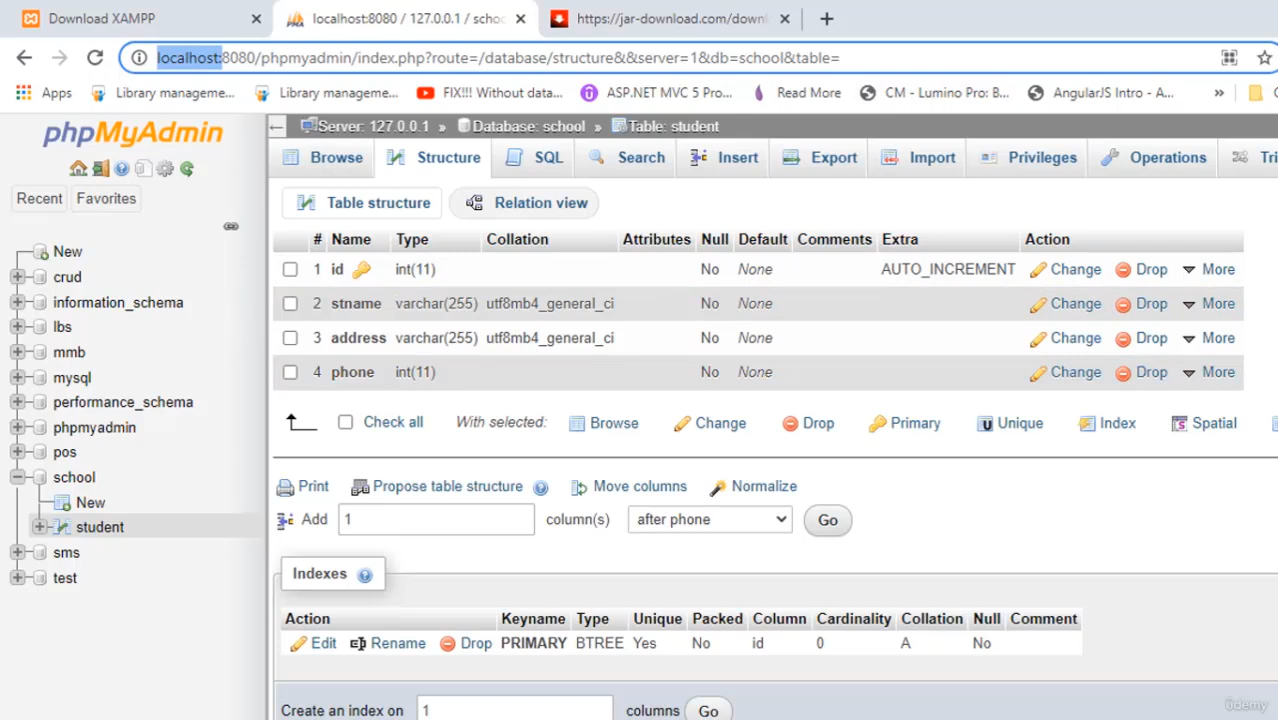 Download XAMPP
localhost:8080 / 127.0.0.1 / schoo
https://jar-download.com/downl
localhost:8080/phpmyadmin/index.php?route=/database/structure&&server=1&db=school&table=
Apps
Library manageme...
Library manageme...
FIX!!! Without data...
ASP.NET MVC 5 Pro...
Read More
CM - Lumino Pro: B...
AngularJS Intro - A...
»
phpMyAdmin
Recent
Favorites
New
crud
information_schema
lbs
mmb
mysql
performance_schema
phpmyadmin
pos
school
New
student
sms
test
Server: 127.0.0.1 » Database: school » Table: student
Browse
Structure
SQL
Search
Insert
Export
Import
Privileges
Operations
Tri
Table structure
Relation view
# Name Type Collation Attributes Null Default Comments Extra Action
1 id int(11) No None AUTO_INCREMENT Change Drop More
2 stname varchar(255) utf8mb4_general_ci No None Change Drop More
3 address varchar(255) utf8mb4_general_ci No None Change Drop More
4 phone int(11) No None Change Drop More
Check all With selected: Browse Change Drop Primary Unique Index Spatial
Print Propose table structure Move columns Normalize
Add 1 column(s) after phone Go
Indexes
Action Keyname Type Unique Packed Column Cardinality Collation Null Comment
Edit Rename Drop PRIMARY BTREE Yes No id 0 A No
Create an index on 1 columns Go
ûdemy